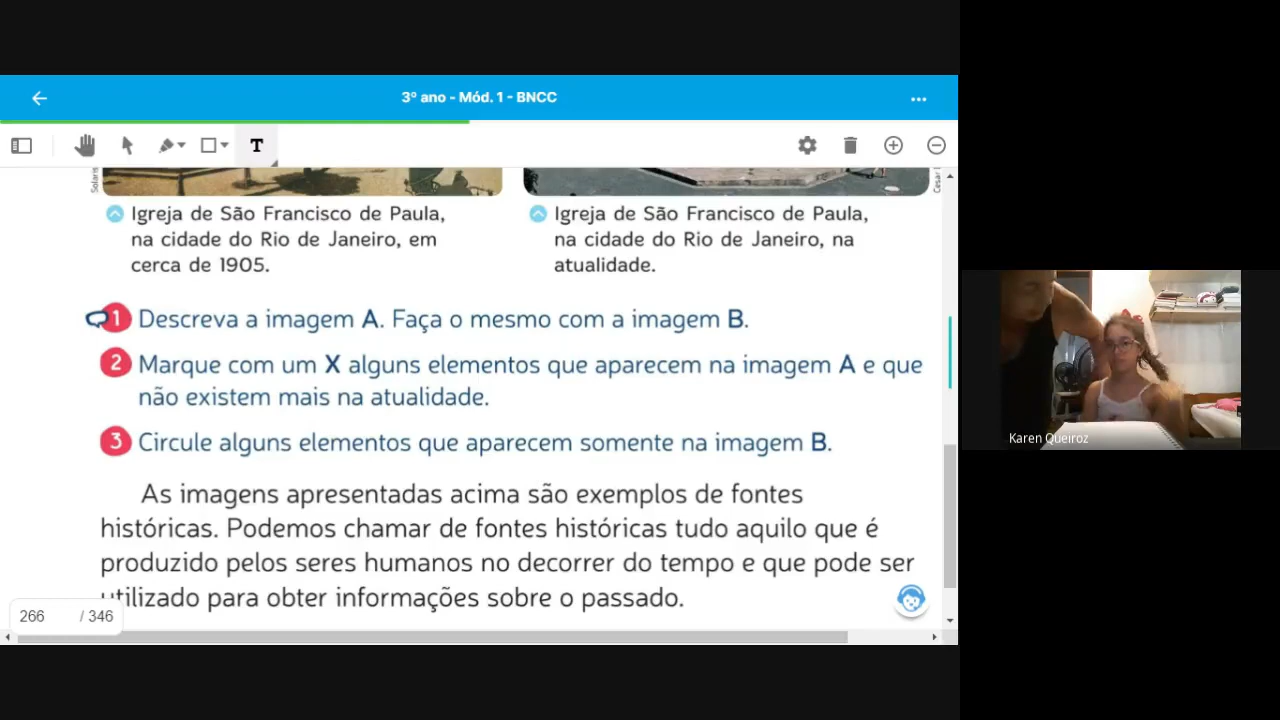 3º ano - Mód. 1 - BNCC
T
Solaris
Cesar
Igreja de São Francisco de Paula,
na cidade do Rio de Janeiro, em
cerca de 1905.
Igreja de São Francisco de Paula,
na cidade do Rio de Janeiro, na
atualidade.
1 Descreva a imagem A. Faça o mesmo com a imagem B.
2 Marque com um X alguns elementos que aparecem na imagem A e que
não existem mais na atualidade.
3 Circule alguns elementos que aparecem somente na imagem B.
As imagens apresentadas acima são exemplos de fontes
históricas. Podemos chamar de fontes históricas tudo aquilo que é
produzido pelos seres humanos no decorrer do tempo e que pode ser
utilizado para obter informações sobre o passado.
266 / 346
Karen Queiroz